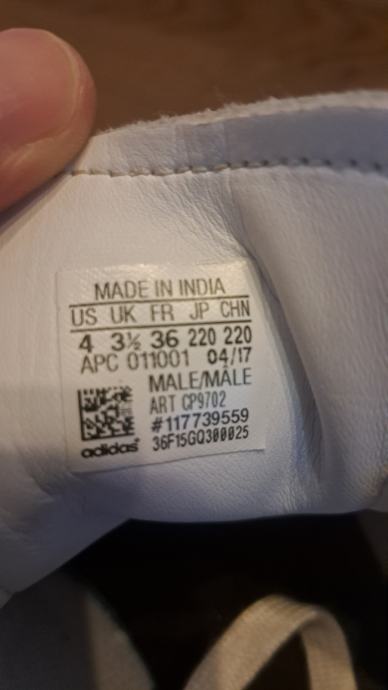 MADE IN INDIA
US UK FR JP CHN
4 3½ 36 220 220
APC 011001 04/17
MALE/MÂLE
ART CP9702
#117739559
36F15GQ300025
adidas